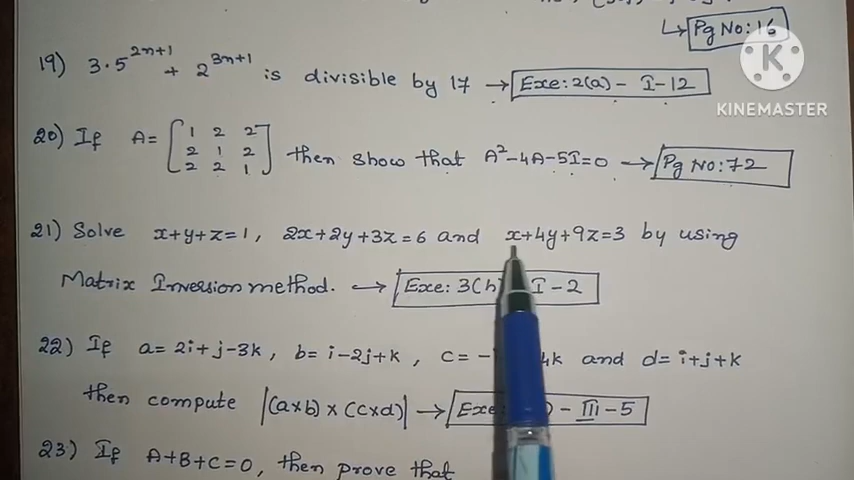 Pg No: 16
19) 3·5^{2n+1} + 2^{3n+1} is divisible by 17 → Exe: 2(a) - I-12
K
KINEMASTER
20) If A = [1 2 2
2 1 2
2 2 1] then show that A² - 4A - 5I = 0 → Pg No: 72
21) Solve x+y+z=1, 2x+2y+3z=6 and x+4y+9z=3 by using
Matrix Inversion method. → Exe: 3(h) I-2
22) If a = 2i+j-3k, b = i-2j+k, c = - 4k and d = i+j+k
then compute |(a×b) × (c×d)| → Exe: - III - 5
23) If A+B+C=0, then prove that